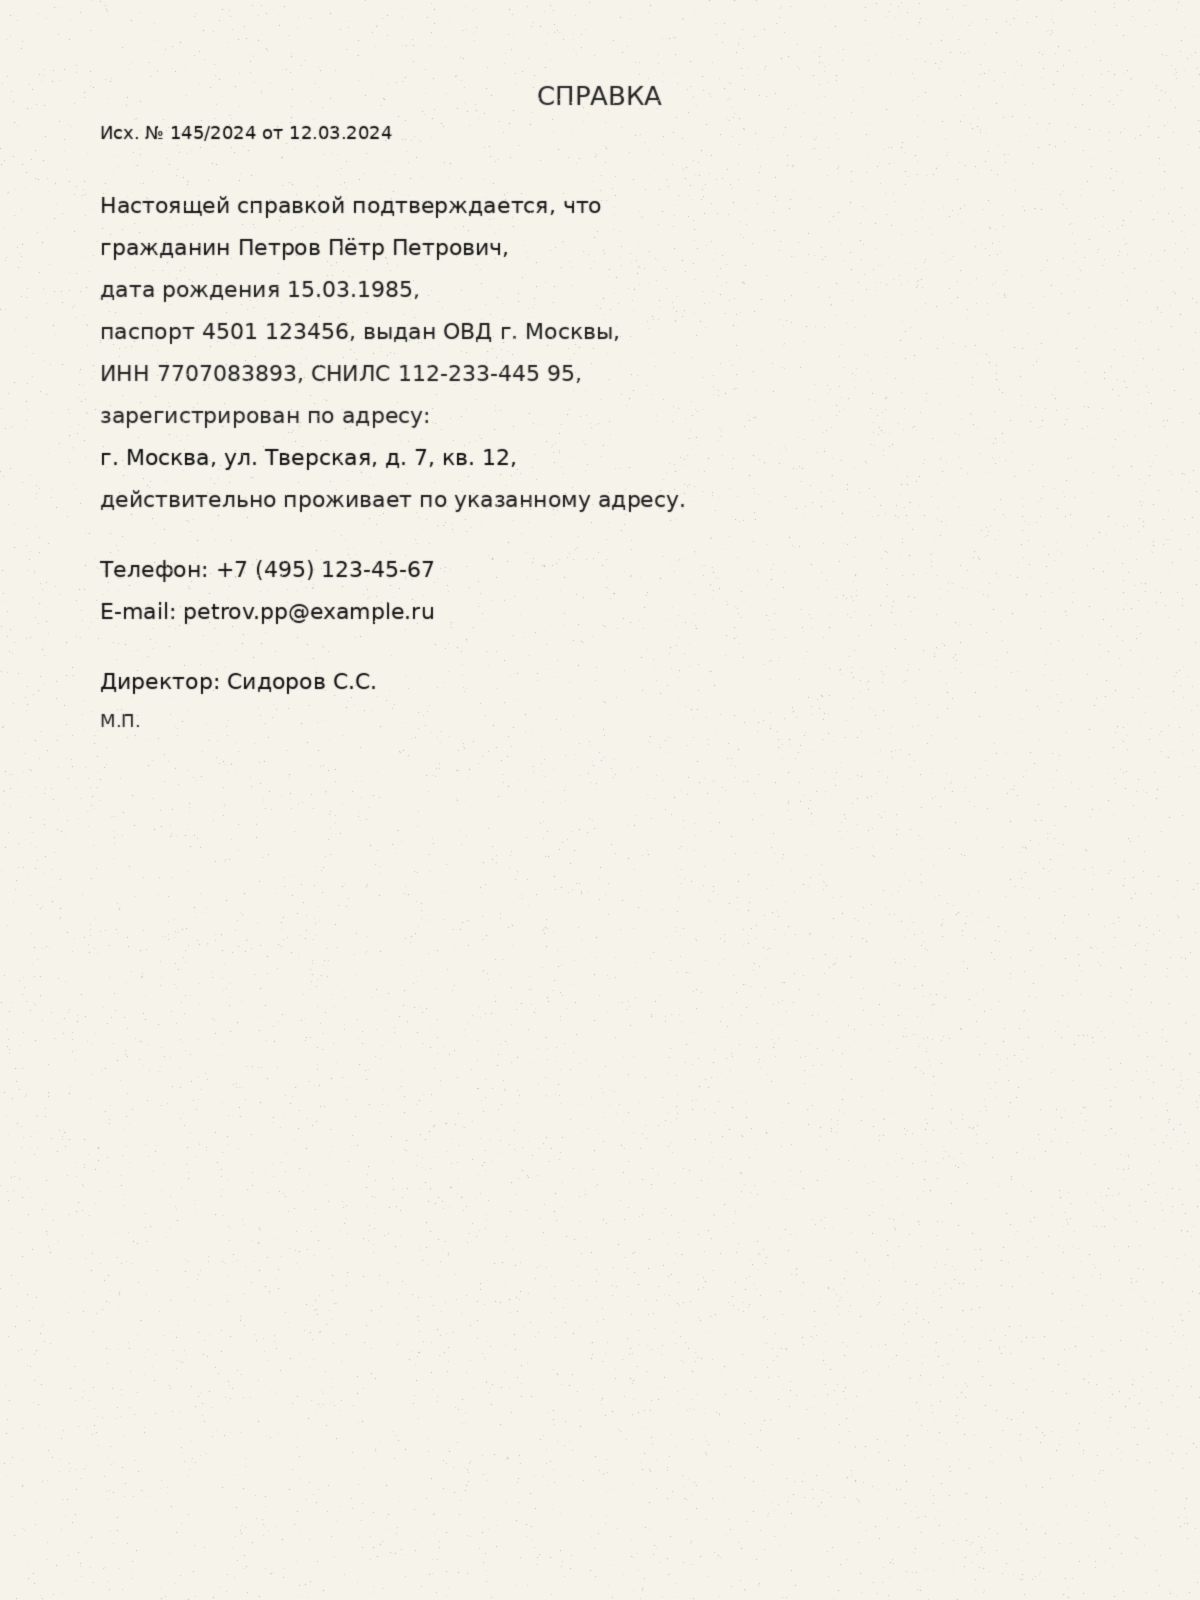 СПРАВКА
Исх. № 145/2024 от 12.03.2024
Настоящей справкой подтверждается, что
гражданин Петров Пётр Петрович,
дата рождения 15.03.1985,
паспорт 4501 123456, выдан ОВД г. Москвы,
ИНН 7707083893, СНИЛС 112-233-445 95,
зарегистрирован по адресу:
г. Москва, ул. Тверская, д. 7, кв. 12,
действительно проживает по указанному адресу.
Телефон: +7 (495) 123-45-67
E-mail: petrov.pp@example.ru
Директор: Сидоров С.С.
М.П.